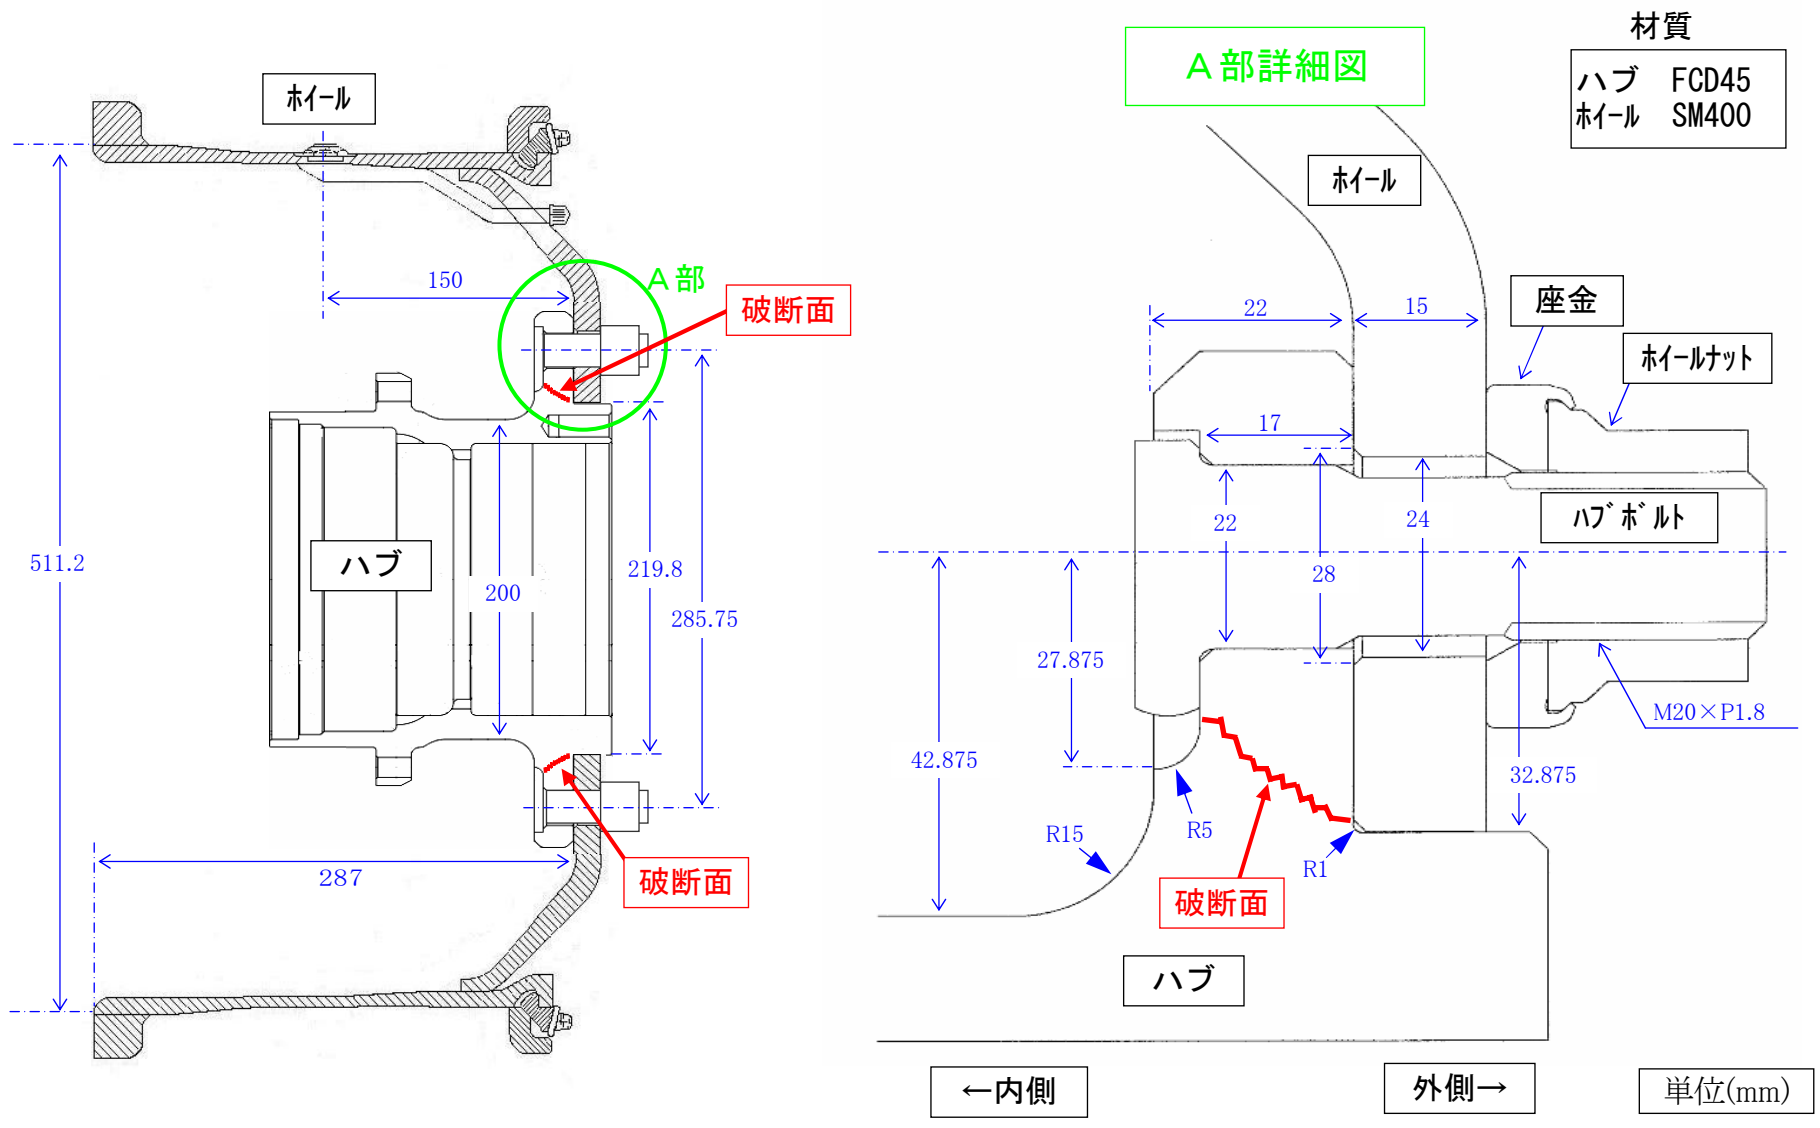 材質
ハブ FCD45
ホイール SM400
A部詳細図
ホイール
150
A部
破断面
511.2
ハブ
200
219.8
285.75
287
破断面
ホイール
22
15
座金
ホイールナット
17
22
28
24
ハブボルト
27.875
42.875
M20×P1.8
32.875
R15
R5
R1
破断面
ハブ
←内側
外側→
単位(mm)